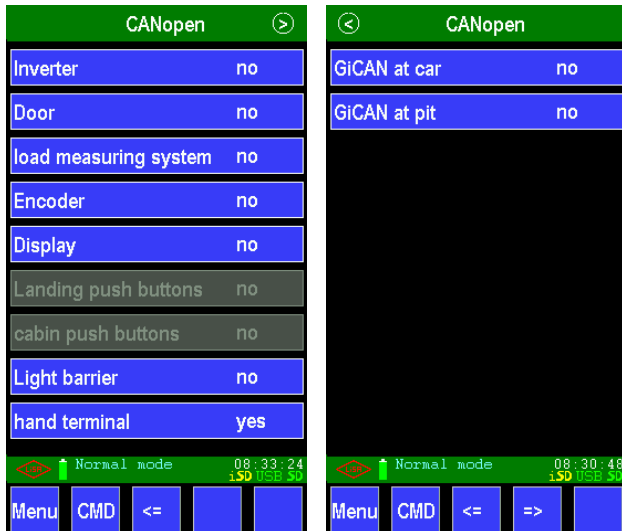 CANopen >
Inverter no
Door no
load measuring system no
Encoder no
Display no
Landing push buttons no
cabin push buttons no
Light barrier no
hand terminal yes
Normal mode 08:33:24
iSD USB SD
Menu CMD <=
< CANopen
GiCAN at car no
GiCAN at pit no
Normal mode 08:30:48
iSD USB SD
Menu CMD <= =>